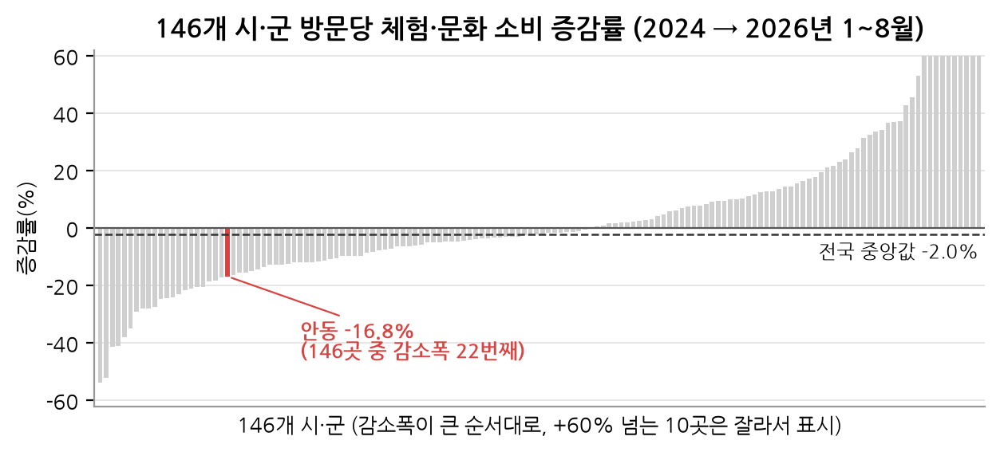 146개 시·군 방문당 체험·문화 소비 증감률 (2024 → 2026년 1~8월)
증감률(%)
60
40
20
0
-20
-40
-60
전국 중앙값 -2.0%
안동 -16.8%
(146곳 중 감소폭 22번째)
146개 시·군 (감소폭이 큰 순서대로, +60% 넘는 10곳은 잘라서 표시)